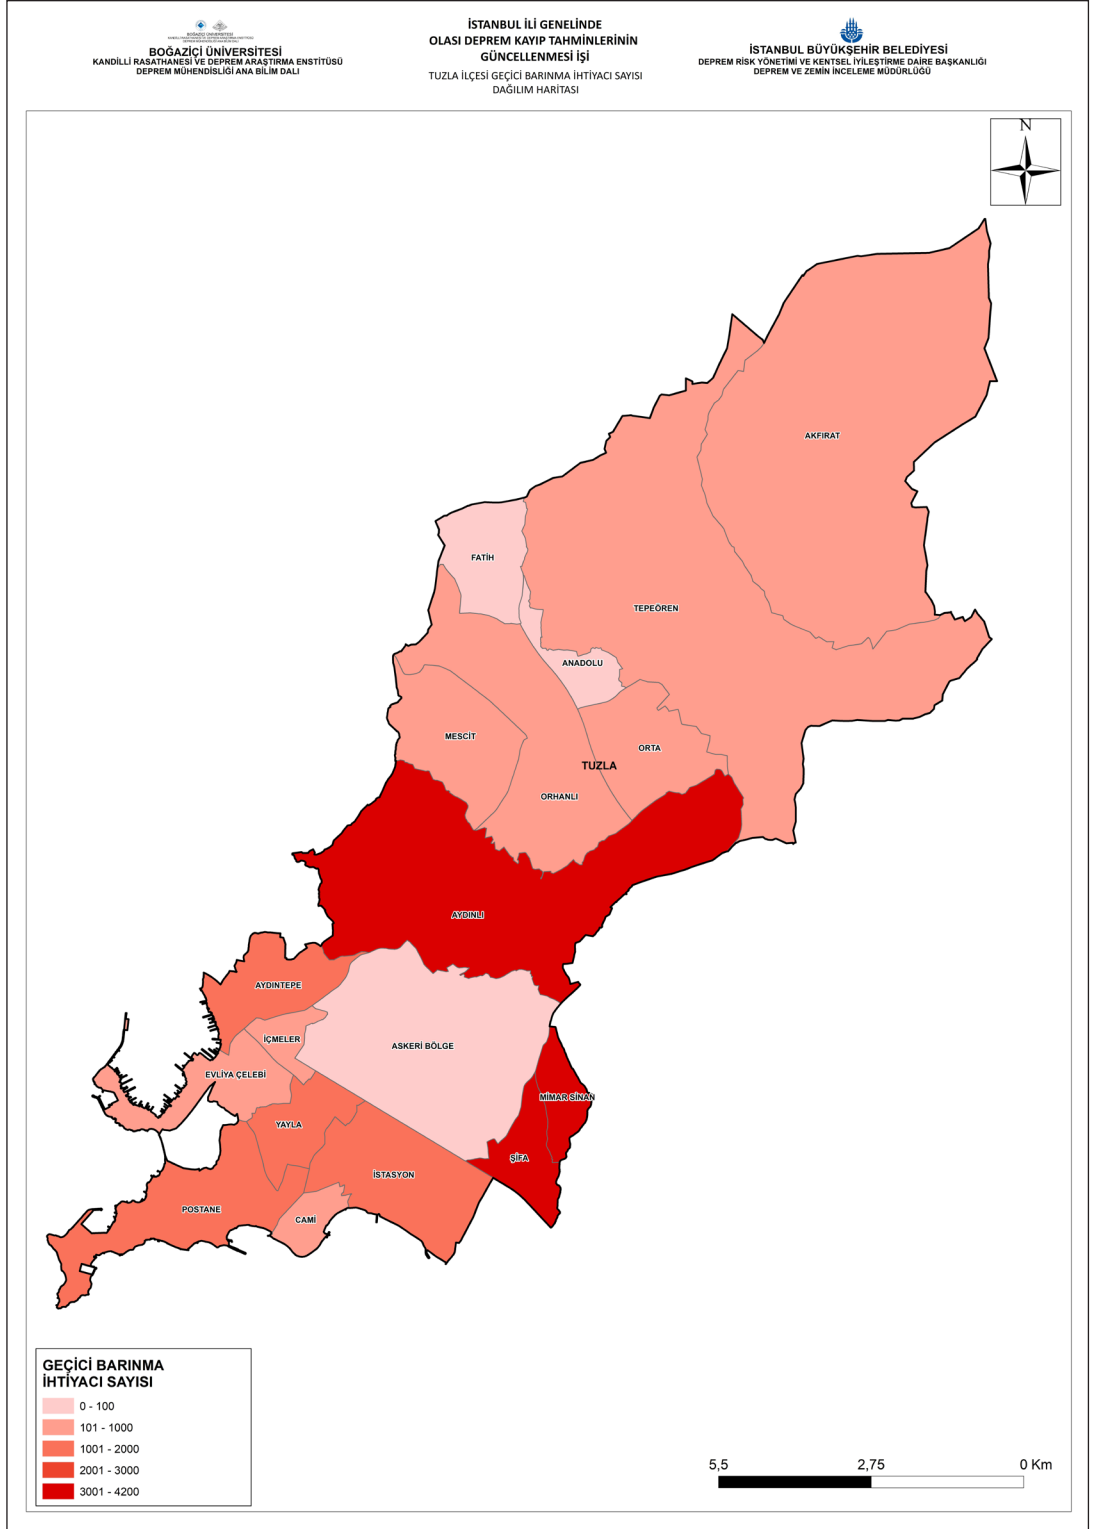 BOĞAZİÇİ ÜNİVERSİTESİ
KANDİLLİ RASATHANESİ VE DEPREM ARAŞTIRMA ENSTİTÜSÜ
DEPREM MÜHENDİSLİĞİ ANA BİLİM DALI
İSTANBUL İLİ GENELİNDE
OLASI DEPREM KAYIP TAHMİNLERİNİN
GÜNCELLENMESİ İŞİ
TUZLA İLÇESİ GEÇİCİ BARINMA İHTİYACI SAYISI
DAĞILIM HARİTASI
İSTANBUL BÜYÜKŞEHİR BELEDİYESİ
DEPREM RİSK YÖNETİMİ VE KENTSEL İYİLEŞTİRME DAİRE BAŞKANLIĞI
DEPREM VE ZEMİN İNCELEME MÜDÜRLÜĞÜ
N
AKFIRAT
FATİH
TEPEÖREN
ANADOLU
MESCİT
ORTA
TUZLA
ORHANLI
AYDINLI
AYDINTEPE
İÇMELER
ASKERİ BÖLGE
EVLİYA ÇELEBİ
MİMAR SİNAN
YAYLA
ŞİFA
İSTASYON
POSTANE
CAMİ
GEÇİCİ BARINMA
İHTİYACI SAYISI
0 - 100
101 - 1000
1001 - 2000
2001 - 3000
3001 - 4200
5,5 2,75 0 Km